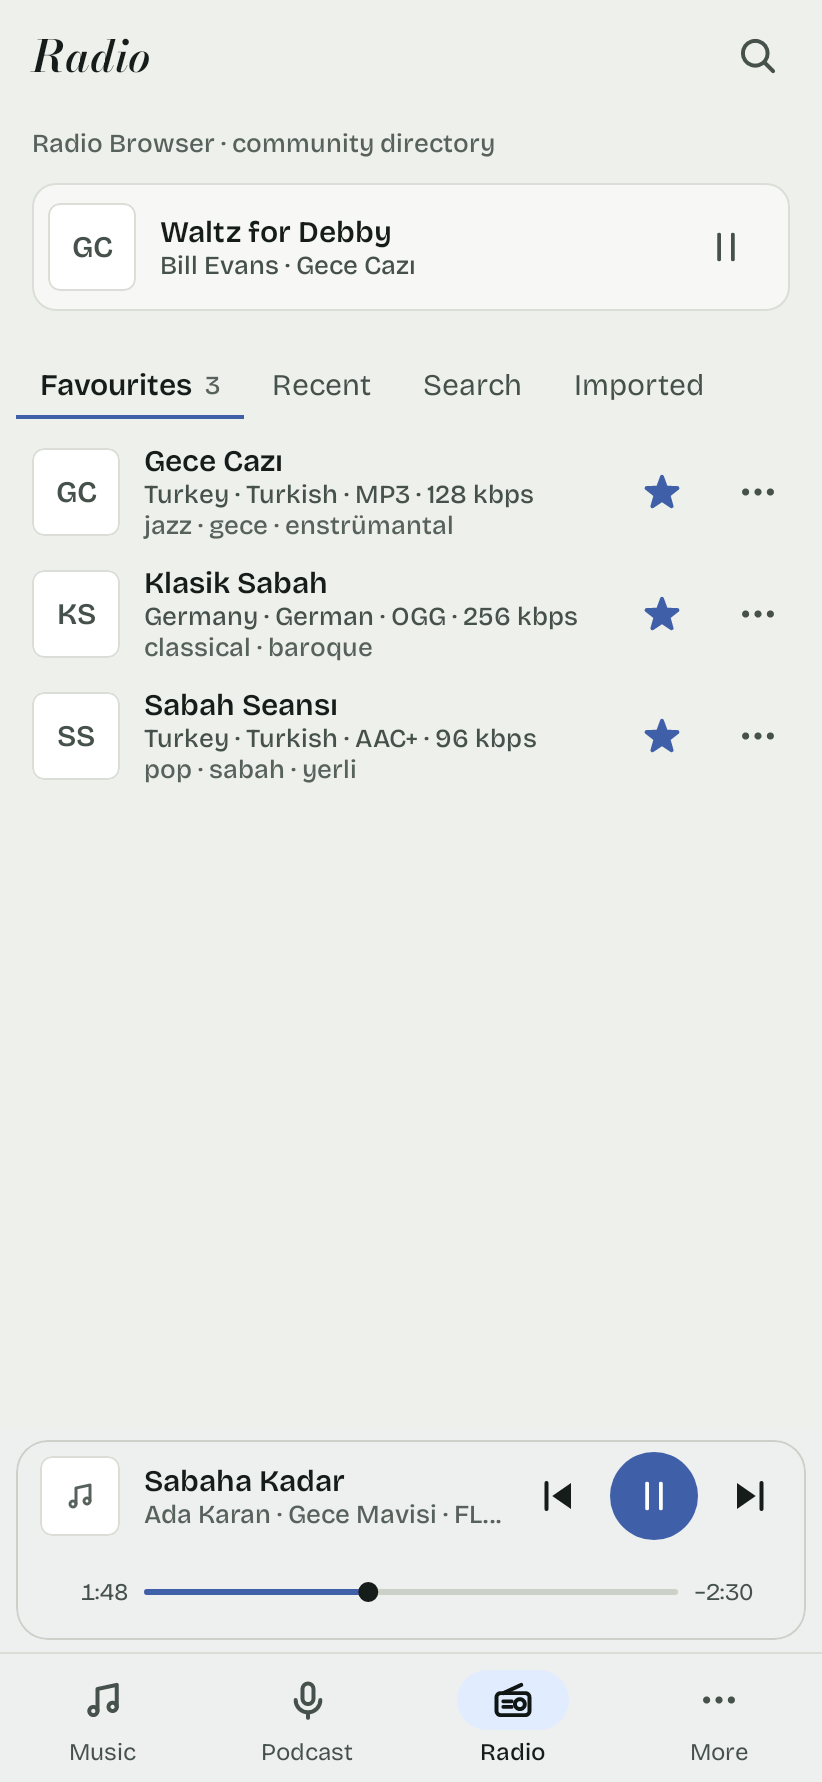 Radio
Radio Browser · community directory
GC
Waltz for Debby
Bill Evans · Gece Cazı
Favourites 3 Recent Search Imported
GC
Gece Cazı
Turkey · Turkish · MP3 · 128 kbps
jazz · gece · enstrümantal
KS
Klasik Sabah
Germany · German · OGG · 256 kbps
classical · baroque
SS
Sabah Seansı
Turkey · Turkish · AAC+ · 96 kbps
pop · sabah · yerli
Sabaha Kadar
Ada Karan · Gece Mavisi · FL...
1:48 −2:30
Music Podcast Radio More